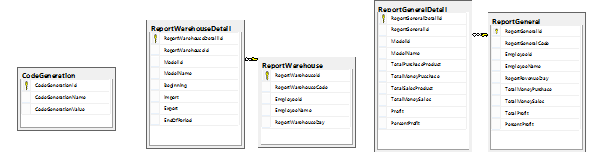 CodeGeneration
CodeGenerationId
CodeGenerationName
CodeGenerationValue
ReportWarehouseDetail
ReportWarehouseDetailId
ReportWarehouseId
ModelId
ModelName
Beginning
Import
Export
EndOfPeriod
ReportWarehouse
ReportWarehouseId
ReportWarehouseCode
EmployeeId
EmployeeName
ReportWarehouseDay
ReportGeneralDetail
ReportGeneralDetailId
ReportGeneralId
ModelId
ModelName
TotalPurchaseProduct
TotalMoneyPurchase
TotalSalesProduct
TotalMoneySales
Profit
PercentProfit
ReportGeneral
ReportGeneralId
ReportGeneralCode
EmployeeId
EmployeeName
ReportRevenueDay
TotalMoneyPurchase
TotalMoneySales
TotalProfit
PercentProfit